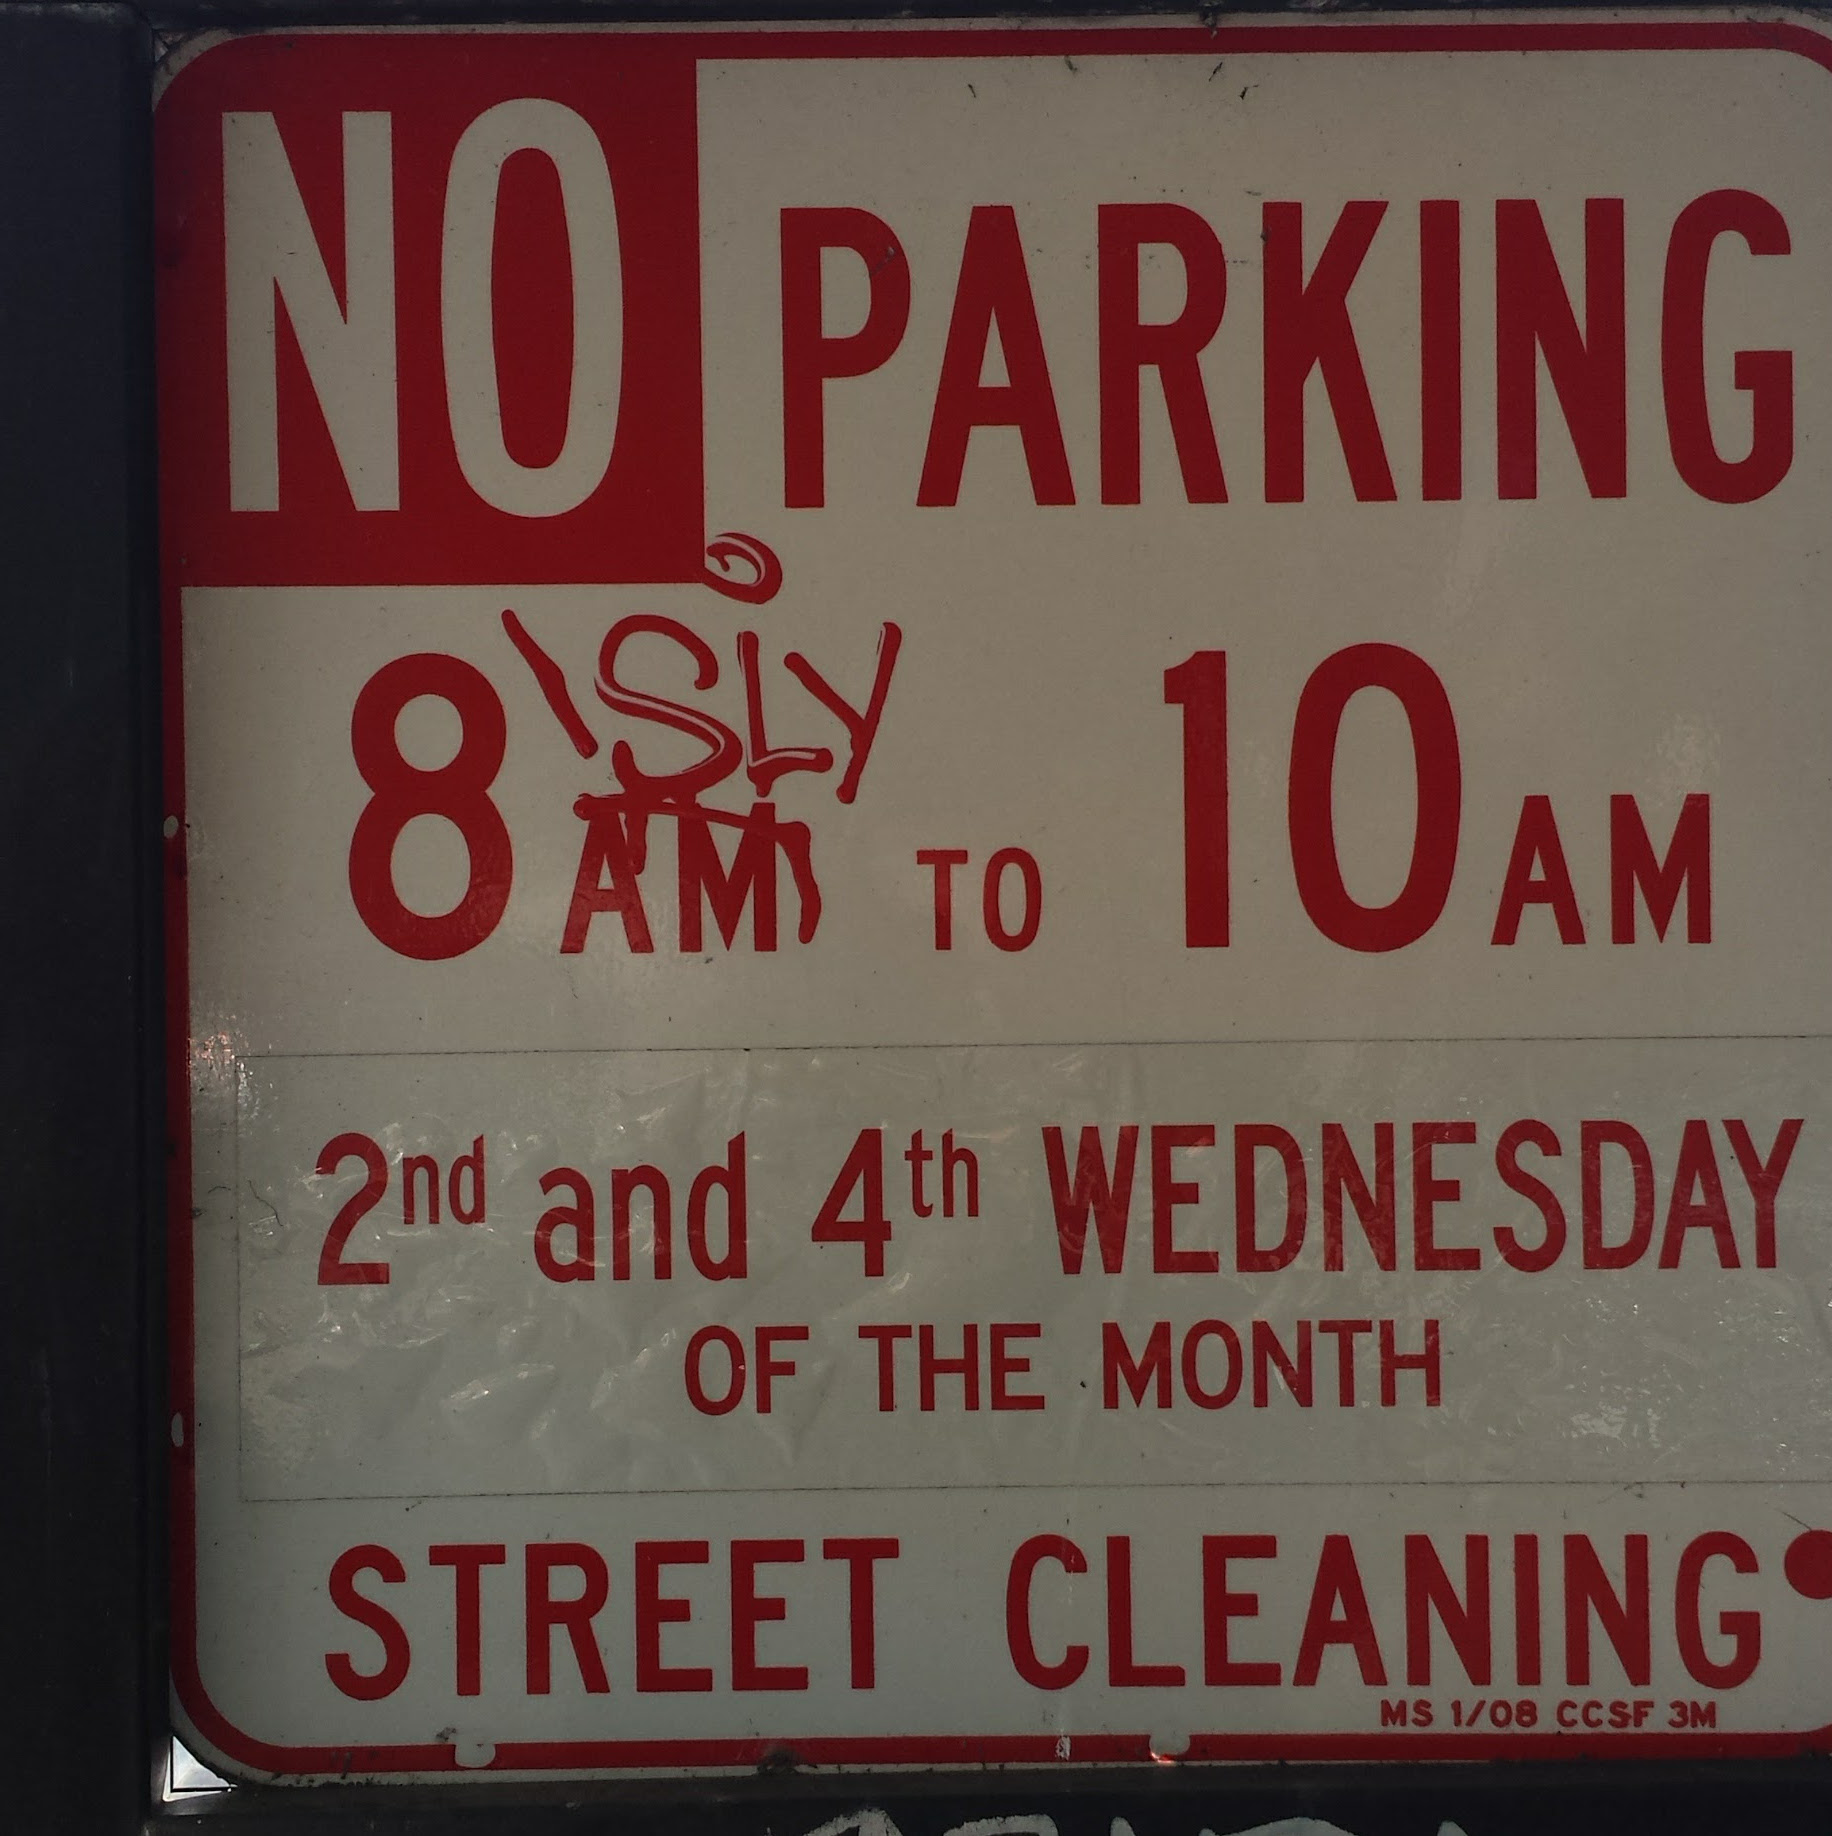 NO PARKING
ISLY
8 AM TO 10 AM
2nd and 4th WEDNESDAY
OF THE MONTH
STREET CLEANING
MS 1/08 CCSF 3M